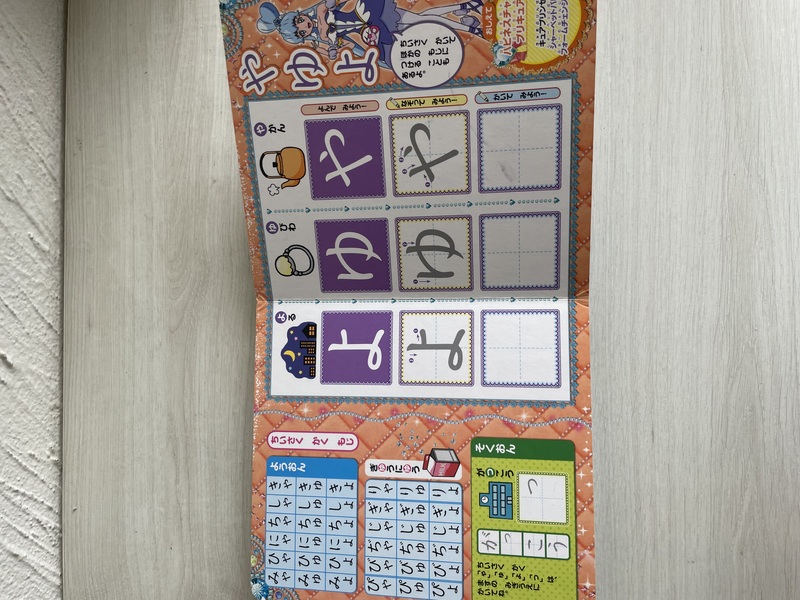 やゆよ
ちいさく かいて
ほかの もじに
つける ことも
あるよ。
おしえて
ハピネスチャ
プリキュア
キュアプリンセ
シャーベットバ
フォームチェンジ
よんで みよう!
なぞって みよう!
かいて みよう!
やかん
や
や
ゆびわ
ゆ
ゆ
よる
よ
よ
ちいさく かく もじ
ようおん
きゃ きゅ きょ
しゃ しゅ しょ
ちゃ ちゅ ちょ
にゃ にゅ にょ
ひゃ ひゅ ひょ
みゃ みゅ みょ
ぎゅうにゅう
MILK
りゃ りゅ りょ
ぎゃ ぎゅ ぎょ
じゃ じゅ じょ
ぢゃ ぢゅ ぢょ
びゃ びゅ びょ
ぴゃ ぴゅ ぴょ
そくおん
がっこう
っ
がっこう
ちいさく かく
「ゃ」「ゅ」「ょ」「っ」は、
ますの みぎうえに
かいてね。